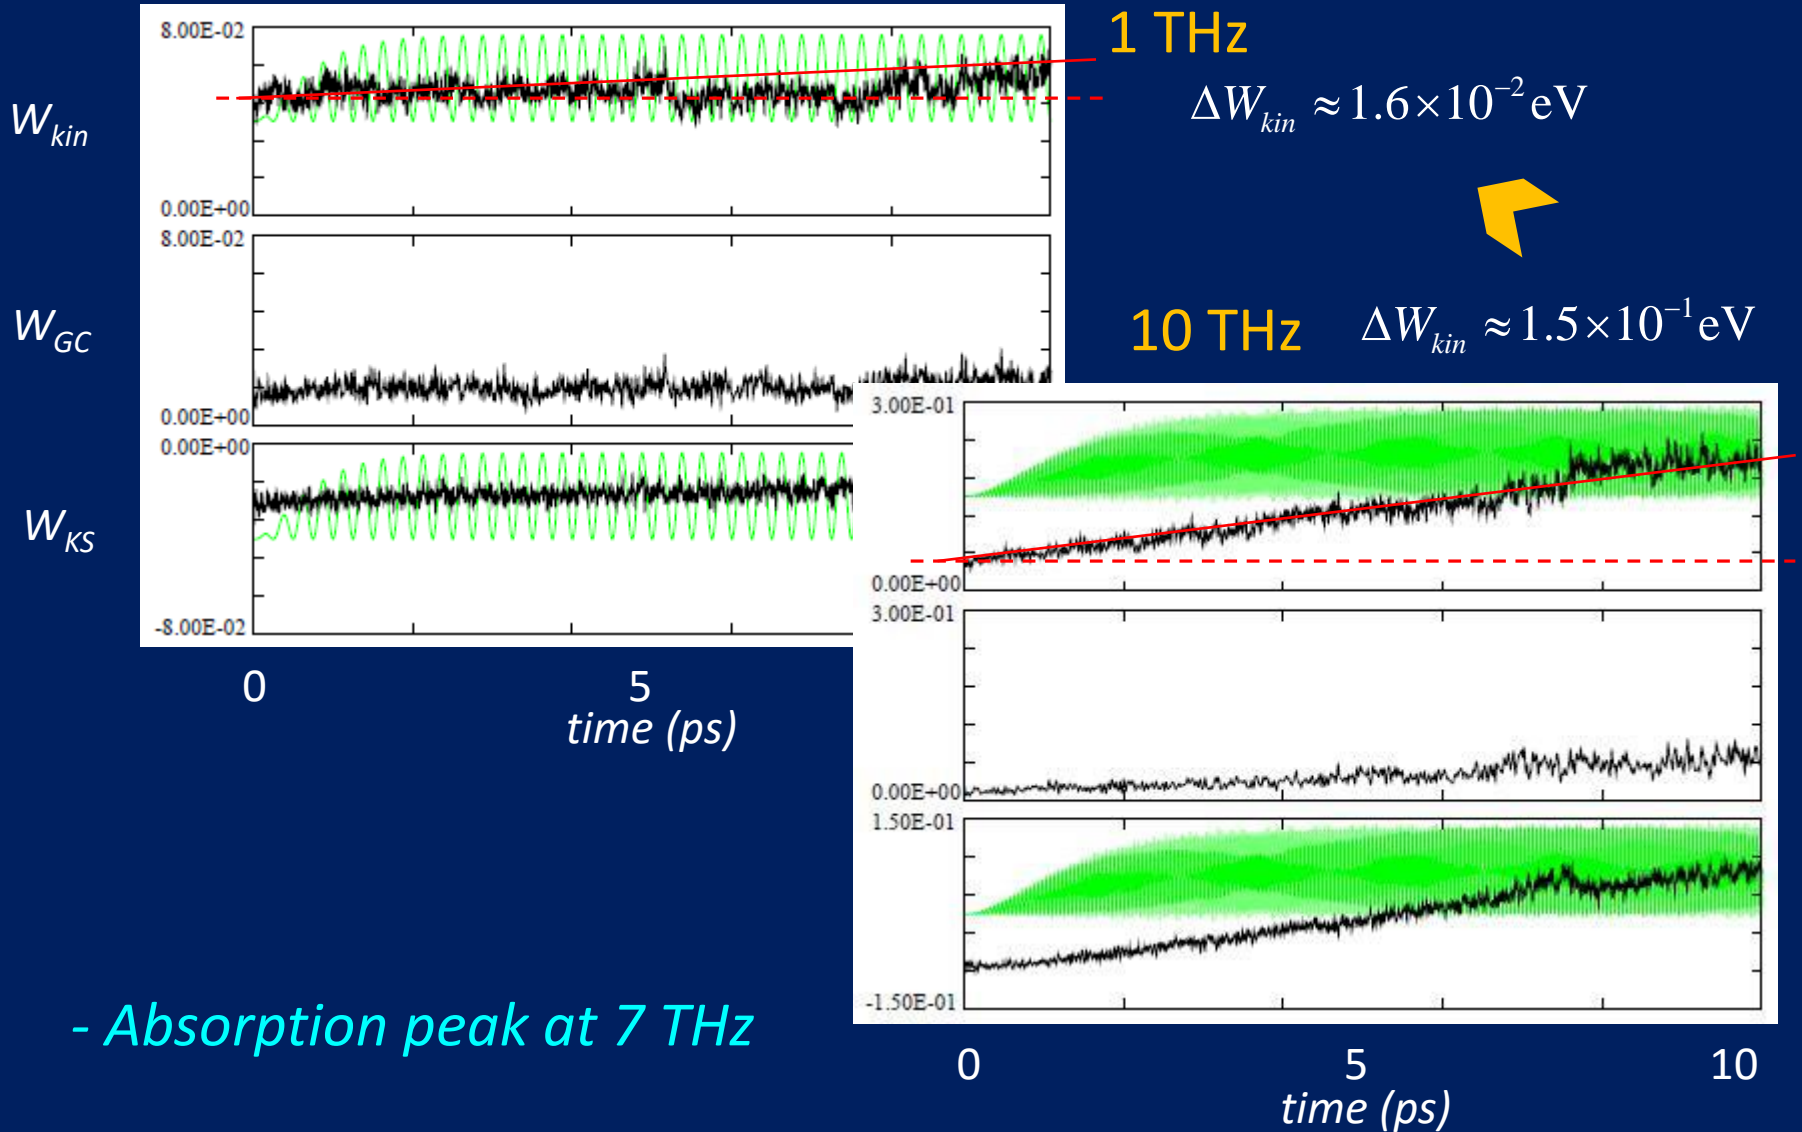 1 THz
ΔW_kin ≈ 1.6×10⁻² eV
10 THz
ΔW_kin ≈ 1.5×10⁻¹ eV
W_kin
8.00E-02
0.00E+00
W_GC
8.00E-02
0.00E+00
W_KS
0.00E+00
-8.00E-02
0 5
time (ps)
3.00E-01
0.00E+00
3.00E-01
0.00E+00
1.50E-01
-1.50E-01
0 5 10
time (ps)
- Absorption peak at 7 THz